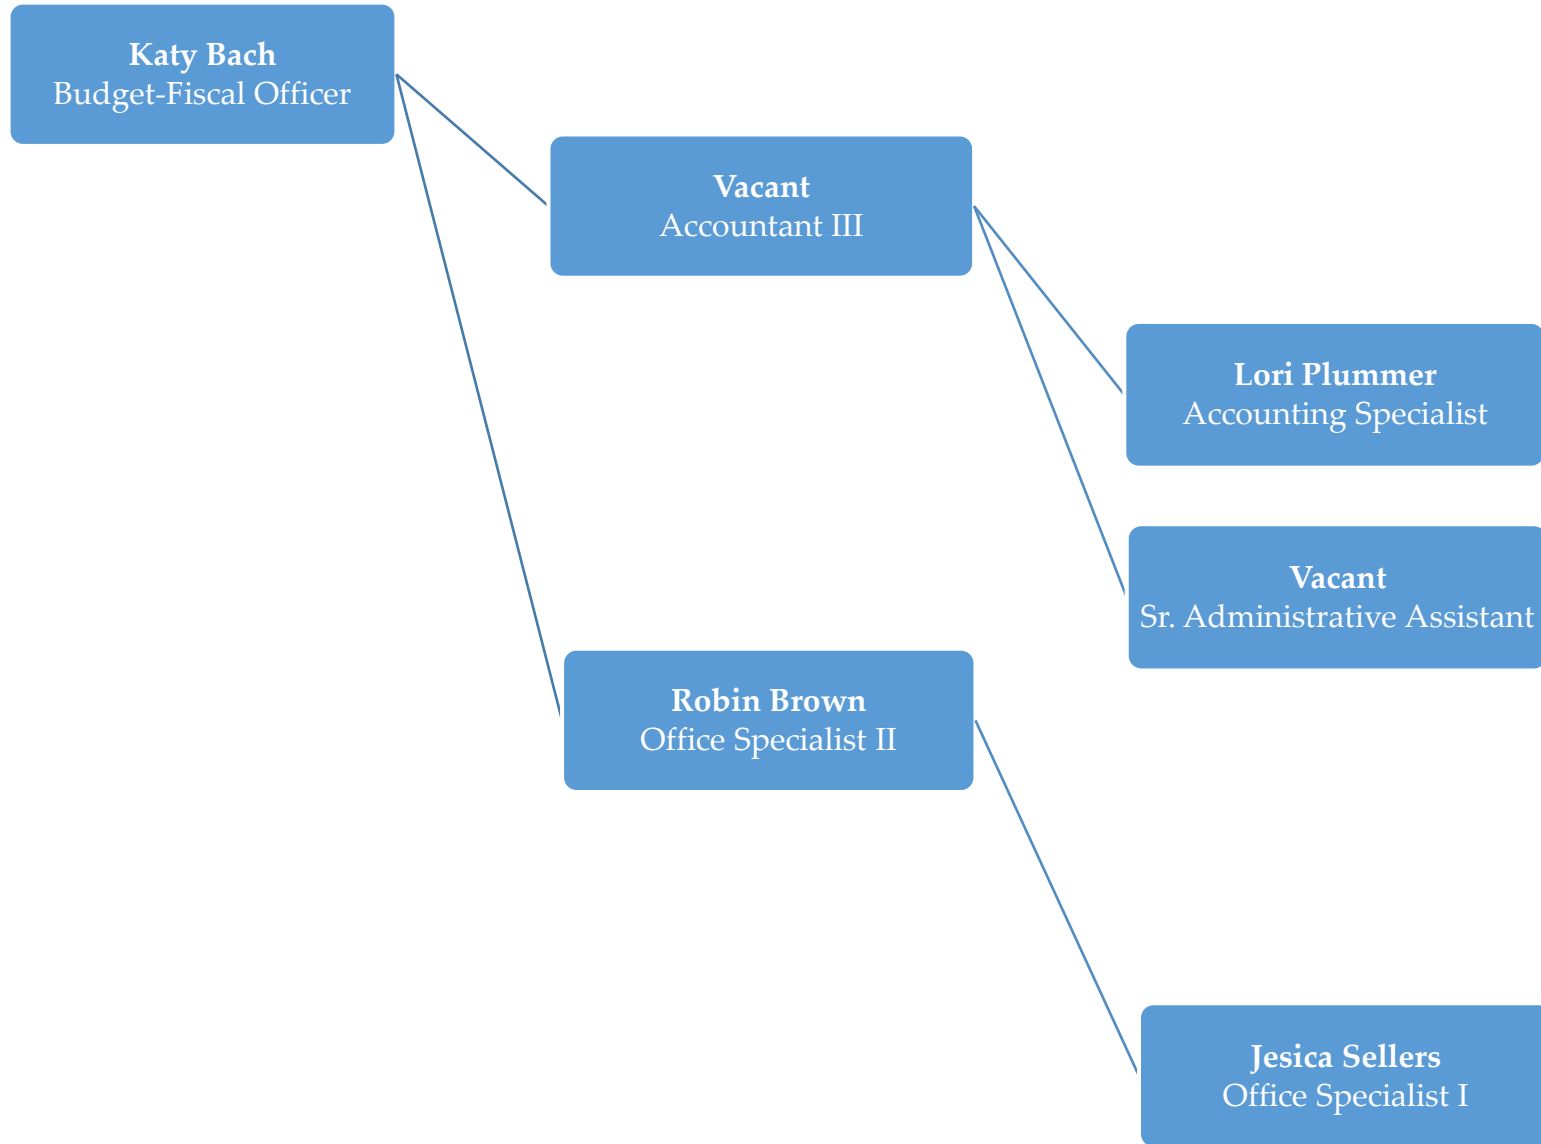 Katy Bach
Budget-Fiscal Officer
Vacant
Accountant III
Lori Plummer
Accounting Specialist
Vacant
Sr. Administrative Assistant
Robin Brown
Office Specialist II
Jesica Sellers
Office Specialist I